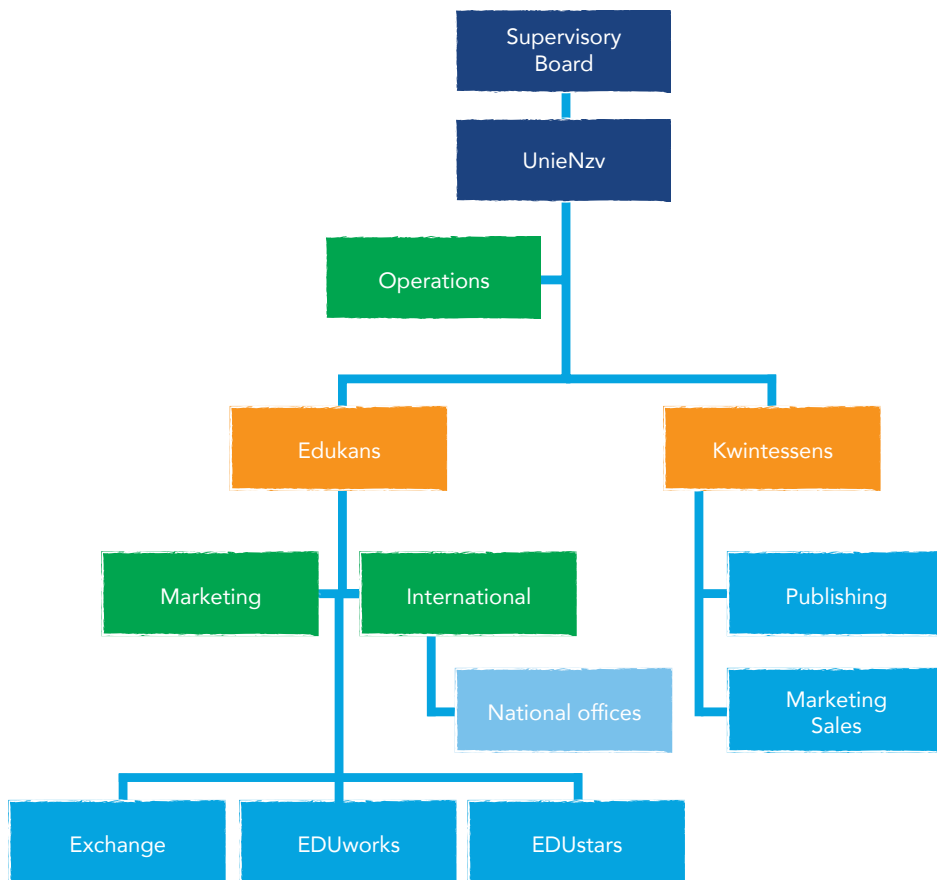 Supervisory
Board
UnieNzv
Operations
Edukans
Kwintessens
Marketing
International
Publishing
National offices
Marketing
Sales
Exchange
EDUworks
EDUstars